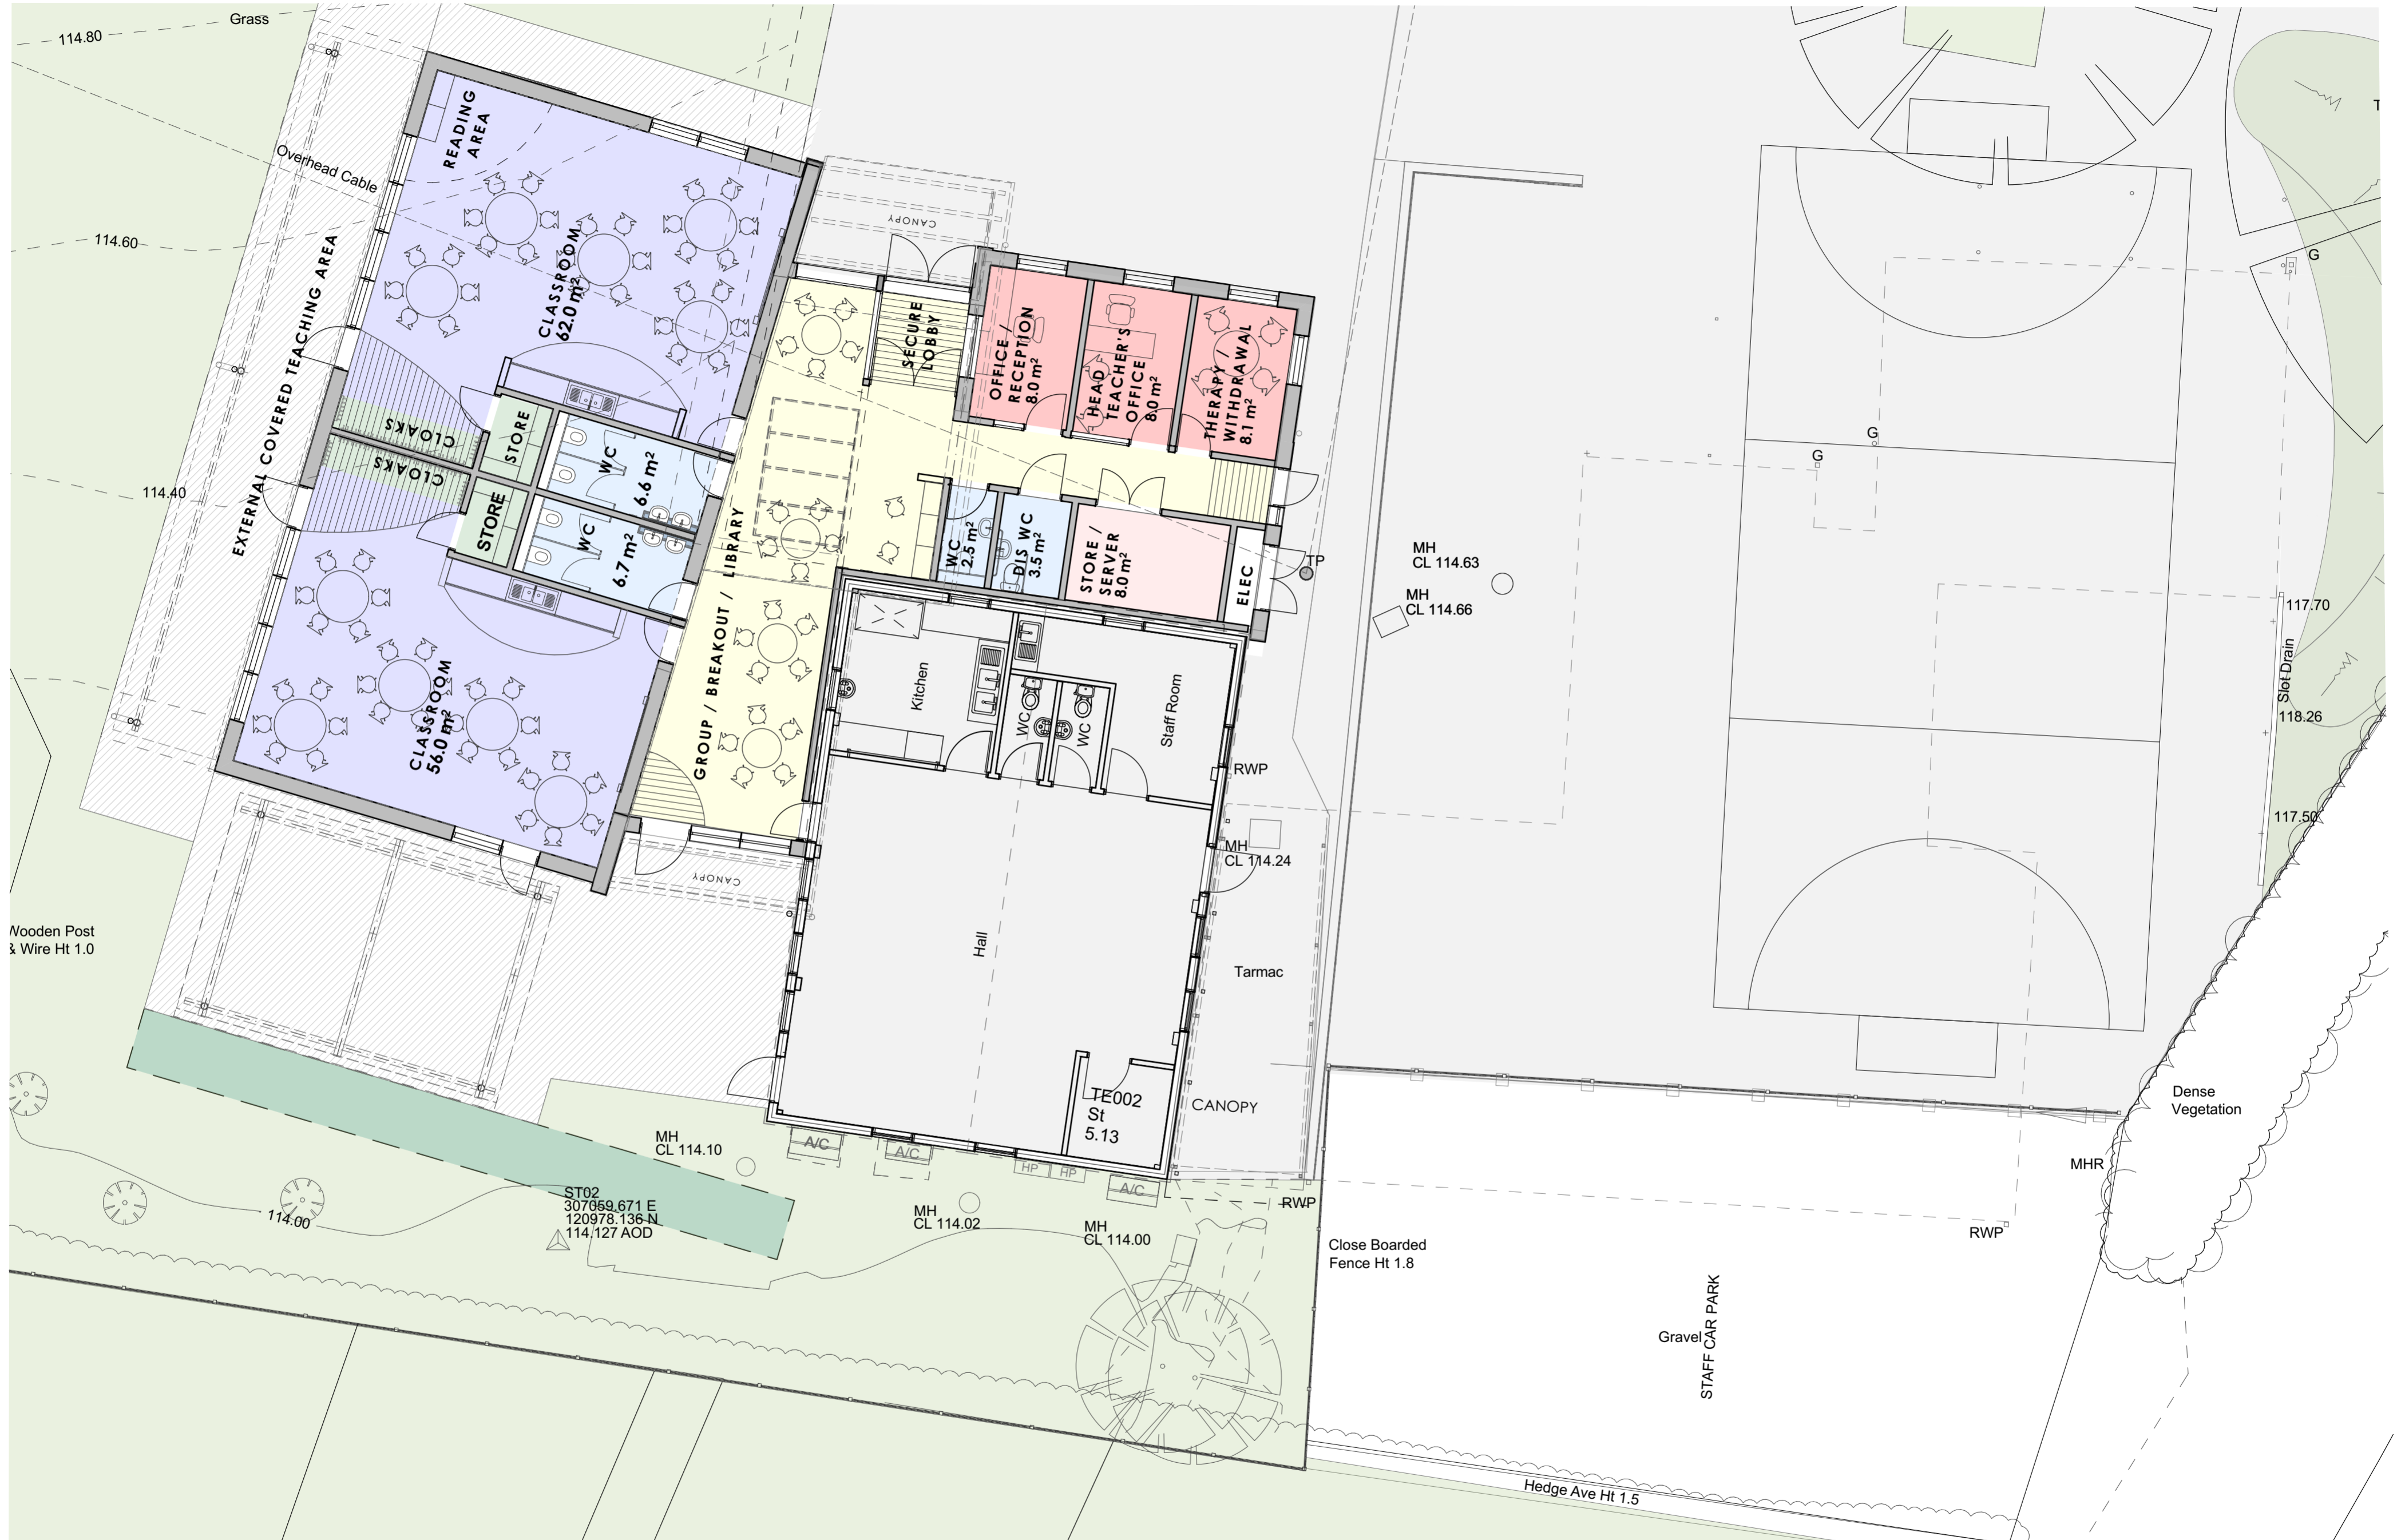 Grass
114.80
READING
AREA
Overhead Cable
114.60
EXTERNAL COVERED TEACHING AREA
CLASSROOM
62.0 m²
CANOPY
SECURE
LOBBY
OFFICE /
RECEPTION
8.0 m²
HEAD
TEACHER'S
OFFICE
8.0 m²
THERAPY /
WITHDRAWAL
8.1 m²
G
G
G
CLOAKS
CLOAKS
STORE
STORE
WC
6.6 m²
WC
6.7 m²
114.40
GROUP / BREAKOUT / LIBRARY
WC
2.5 m²
DIS WC
3.5 m²
STORE /
SERVER
8.0 m²
ELEC
TP
MH
CL 114.63
MH
CL 114.66
117.70
Slot Drain
118.26
117.50
CLASSROOM
56.0 m²
Kitchen
WC
WC
Staff Room
RWP
MH
CL 114.24
CANOPY
Wooden Post
& Wire Ht 1.0
Hall
Tarmac
TE002
St
5.13
CANOPY
Dense
Vegetation
MH
CL 114.10
A/C
A/C
HP
HP
A/C
MHR
ST02
307059.671 E
120978.136 N
114.127 AOD
114.00
MH
CL 114.02
MH
CL 114.00
RWP
RWP
Close Boarded
Fence Ht 1.8
Gravel
STAFF CAR PARK
Hedge Ave Ht 1.5